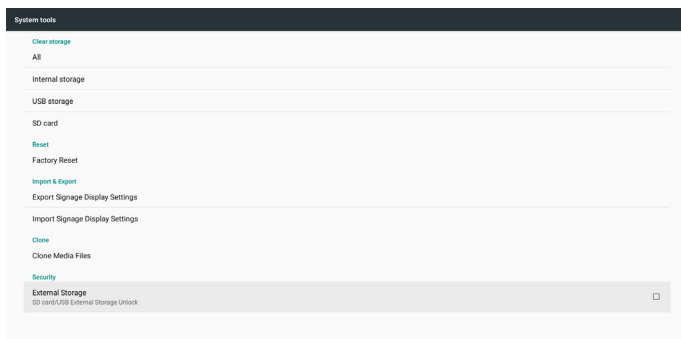 System tools
Clear storage
All
Internal storage
USB storage
SD card
Reset
Factory Reset
Import & Export
Export Signage Display Settings
Import Signage Display Settings
Clone
Clone Media Files
Security
External Storage
SD card/USB External Storage Unlock